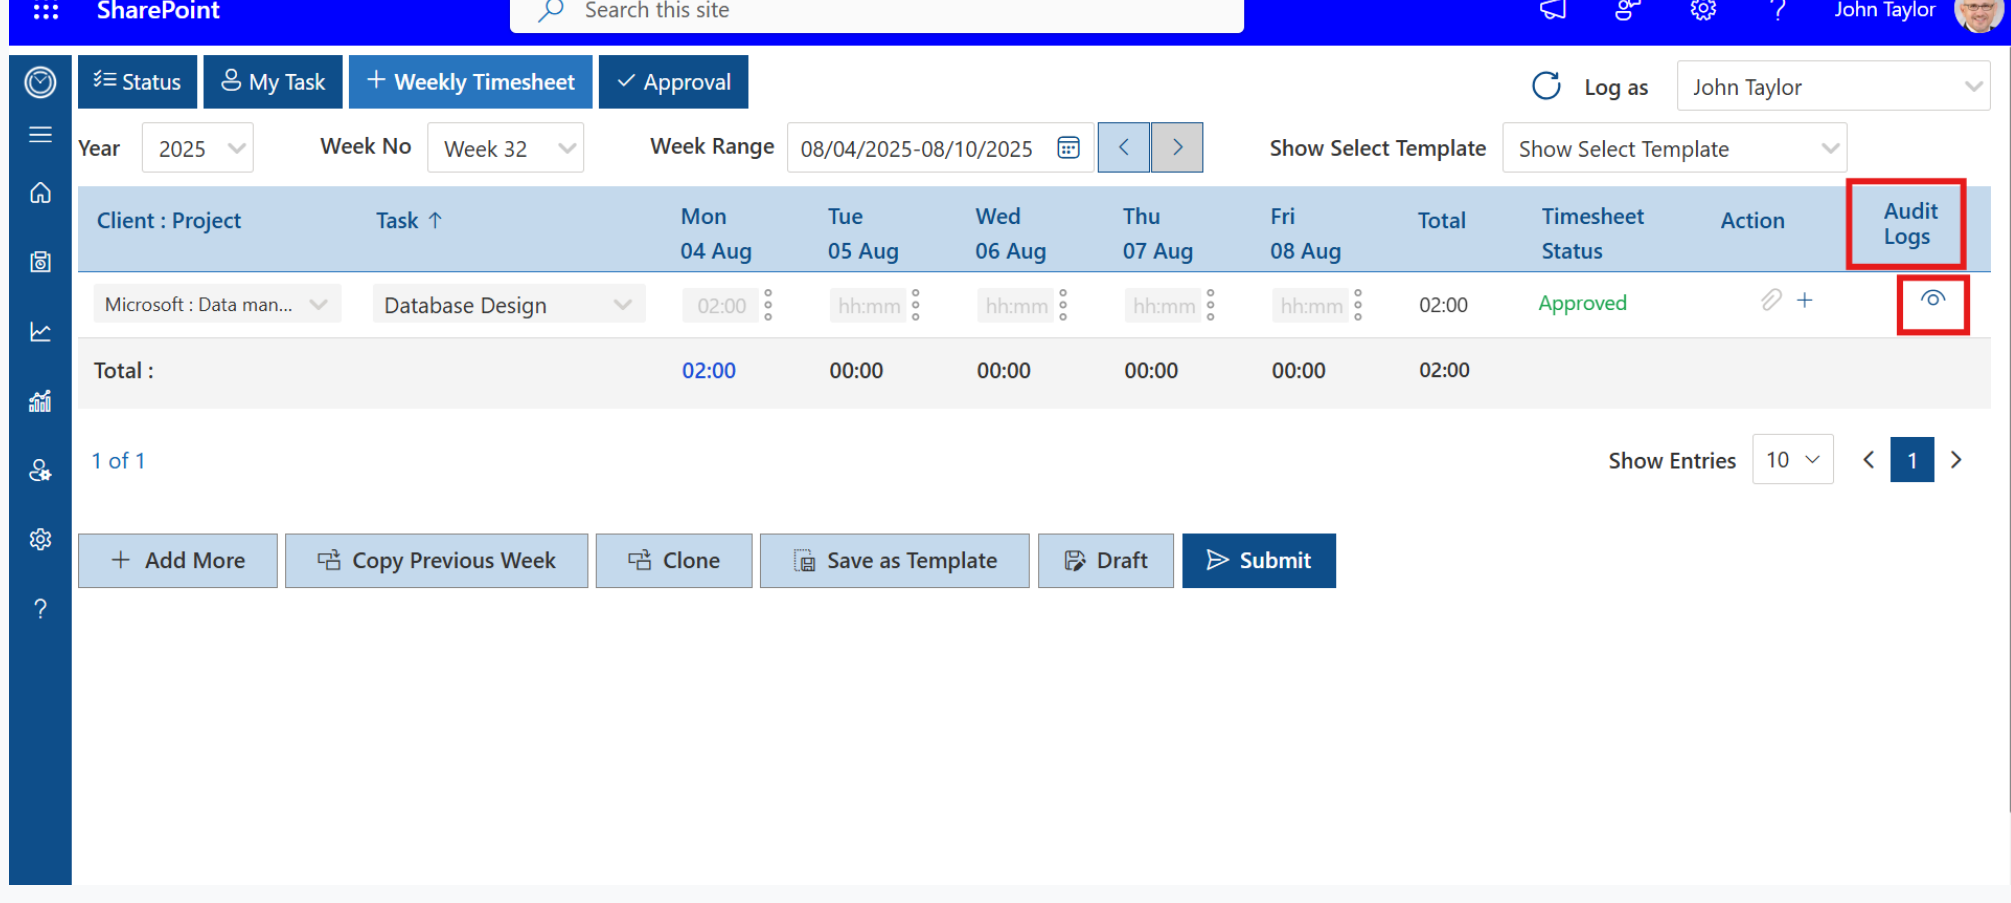 SharePoint
Search this site
John Taylor
Status
My Task
Weekly Timesheet
Approval
Log as
John Taylor
Year
2025
Week No
Week 32
Week Range
08/04/2025-08/10/2025
Show Select Template
Show Select Template
Client : Project
Task ↑
Mon
04 Aug
Tue
05 Aug
Wed
06 Aug
Thu
07 Aug
Fri
08 Aug
Total
Timesheet
Status
Action
Audit
Logs
Microsoft : Data man...
Database Design
02:00
hh:mm
hh:mm
hh:mm
hh:mm
02:00
Approved
Total :
02:00
00:00
00:00
00:00
00:00
02:00
1 of 1
Show Entries
10
1
Add More
Copy Previous Week
Clone
Save as Template
Draft
Submit